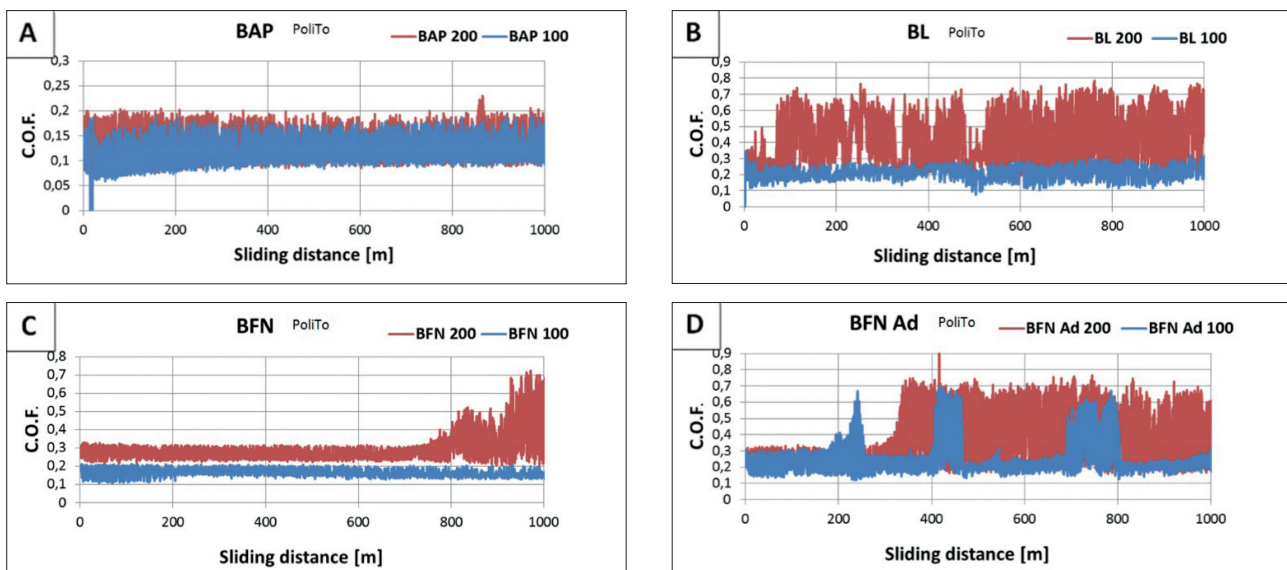 A
BAP PoliTo
BAP 200 BAP 100
C.O.F.
0,3
0,25
0,2
0,15
0,1
0,05
0
0 200 400 600 800 1000
Sliding distance [m]
B
BL PoliTo
BL 200 BL 100
C.O.F.
0,9
0,8
0,7
0,6
0,5
0,4
0,3
0,2
0,1
0
0 200 400 600 800 1000
Sliding distance [m]
C
BFN PoliTo
BFN 200 BFN 100
C.O.F.
0,8
0,7
0,6
0,5
0,4
0,3
0,2
0,1
0
0 200 400 600 800 1000
Sliding distance [m]
D
BFN Ad PoliTo
BFN Ad 200 BFN Ad 100
C.O.F.
0,9
0,8
0,7
0,6
0,5
0,4
0,3
0,2
0,1
0
0 200 400 600 800 1000
Sliding distance [m]